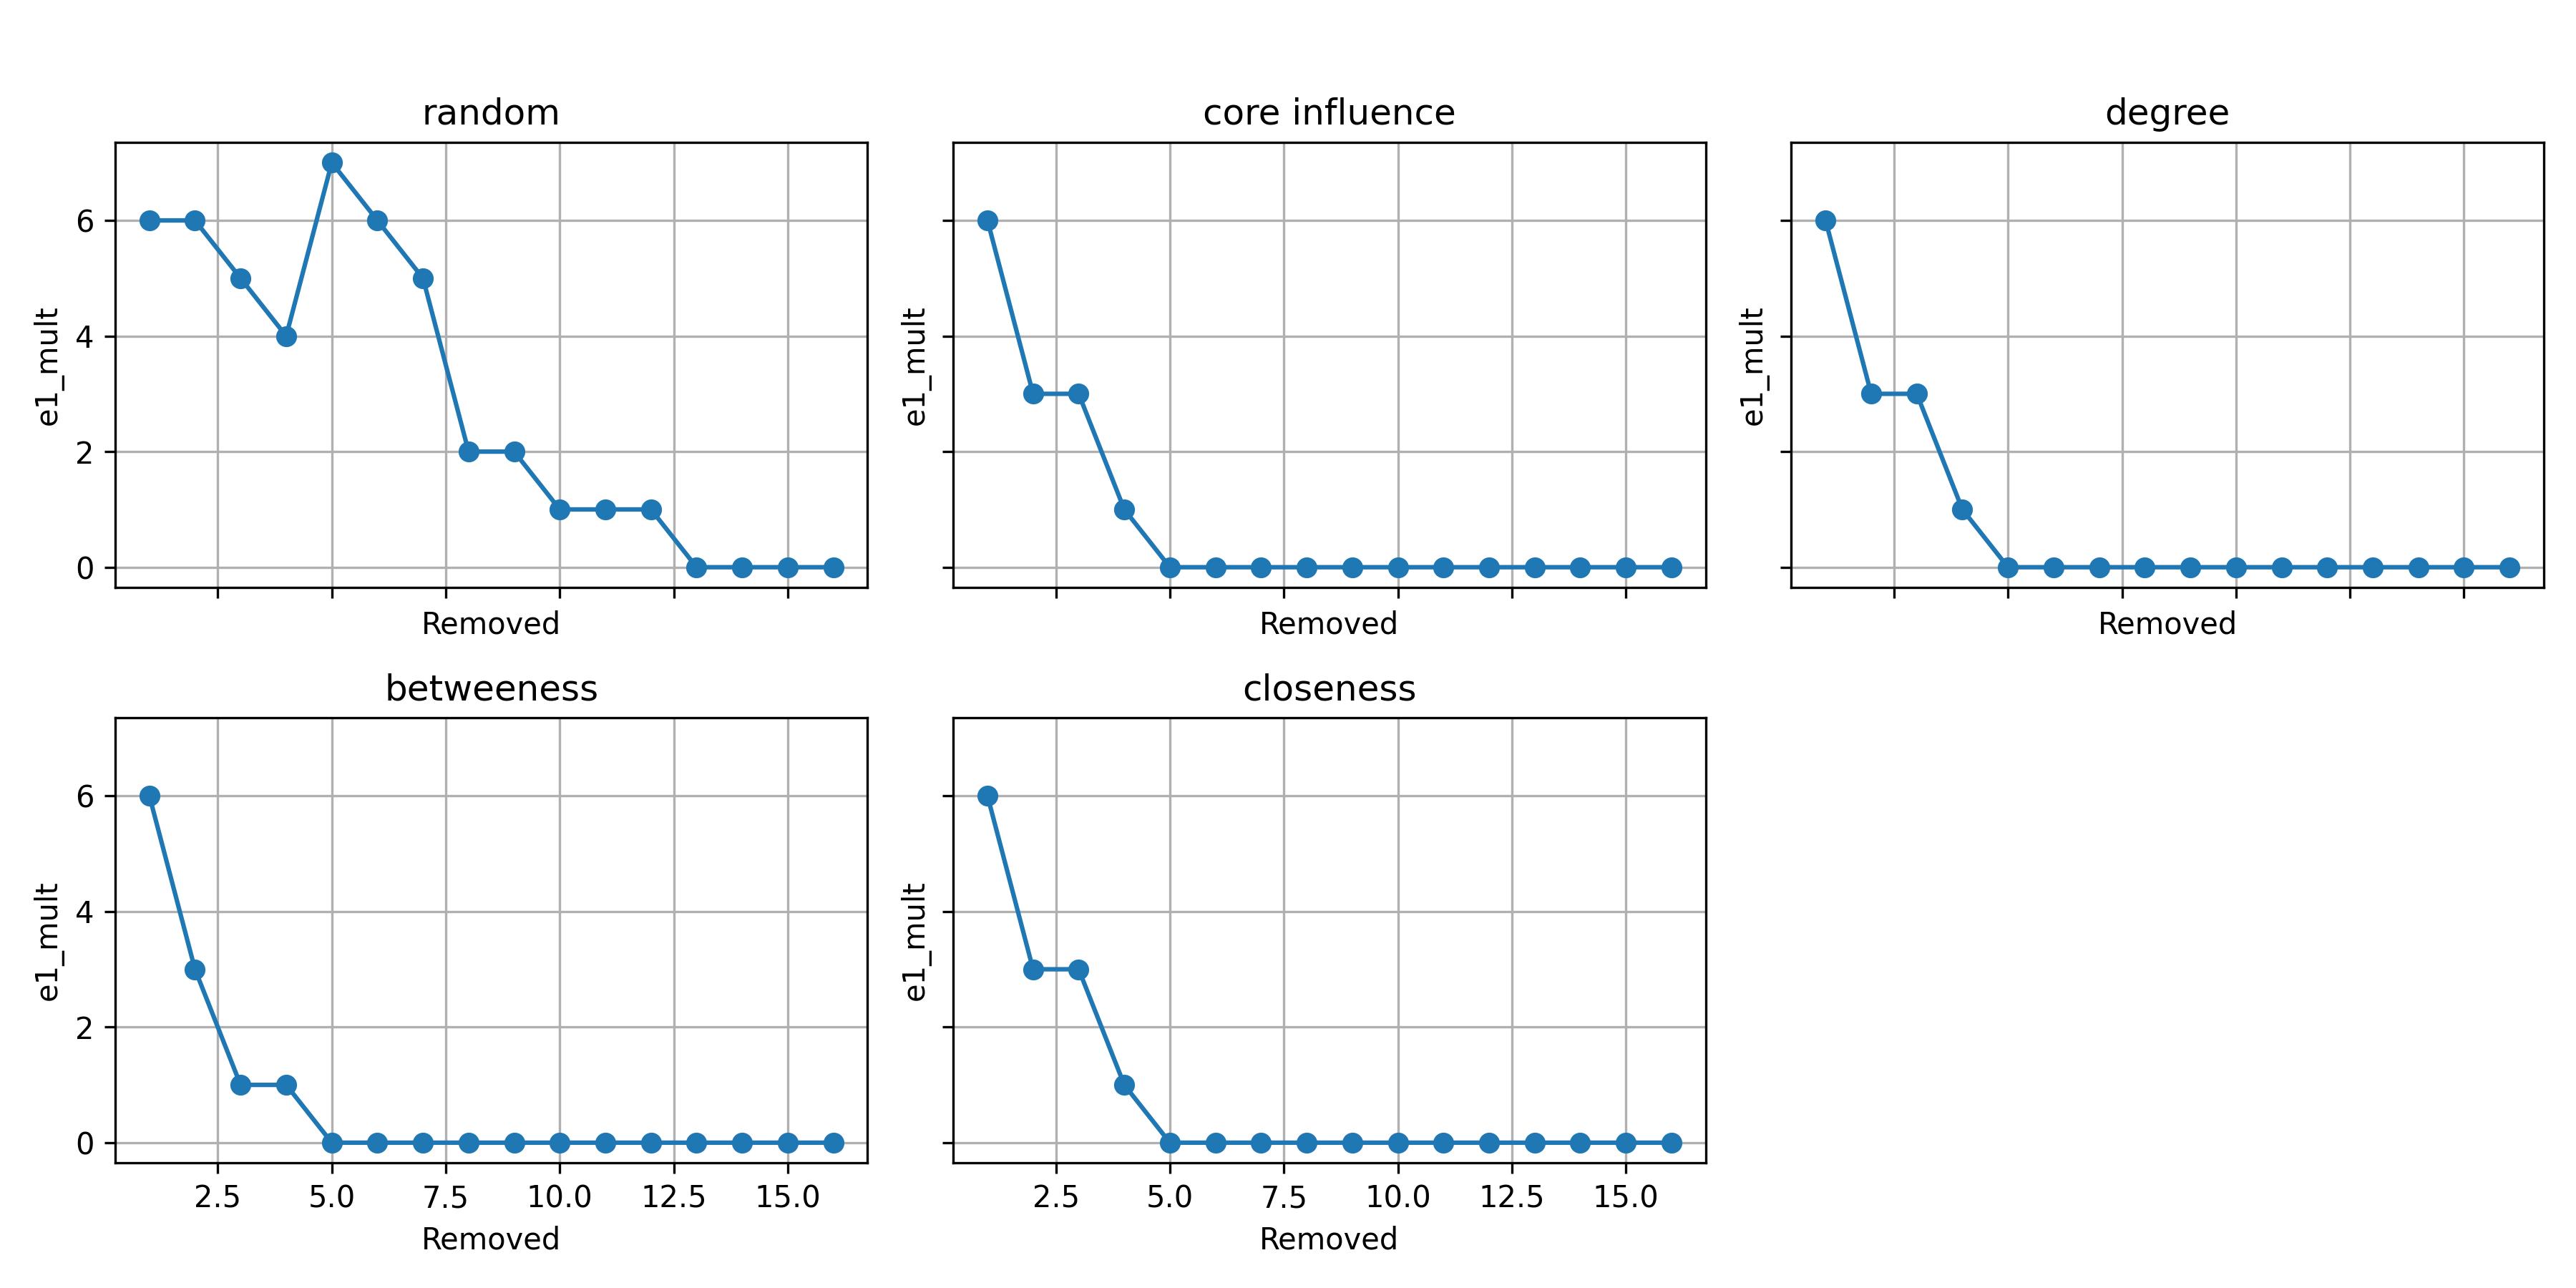 random
core influence
degree
e1_mult
6
4
2
0
Removed
e1_mult
Removed
e1_mult
Removed
betweeness
closeness
e1_mult
6
4
2
0
2.5 5.0 7.5 10.0 12.5 15.0
Removed
e1_mult
2.5 5.0 7.5 10.0 12.5 15.0
Removed